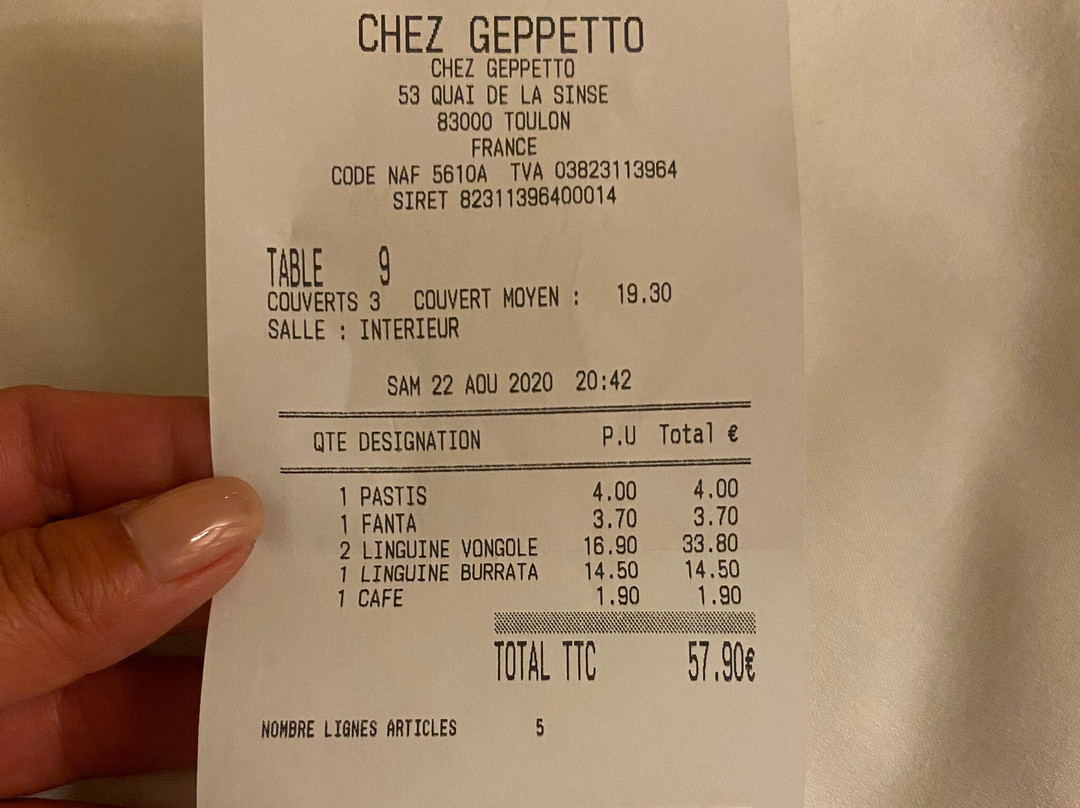 CHEZ GEPPETTO
CHEZ GEPPETTO
53 QUAI DE LA SINSE
83000 TOULON
FRANCE
CODE NAF 5610A TVA 03823113964
SIRET 82311396400014
TABLE 9
COUVERTS 3 COUVERT MOYEN : 19.30
SALLE : INTERIEUR
SAM 22 AOU 2020 20:42
QTE DESIGNATION P.U Total €
1 PASTIS 4.00 4.00
1 FANTA 3.70 3.70
2 LINGUINE VONGOLE 16.90 33.80
1 LINGUINE BURRATA 14.50 14.50
1 CAFE 1.90 1.90
TOTAL TTC 57.90€
NOMBRE LIGNES ARTICLES 5